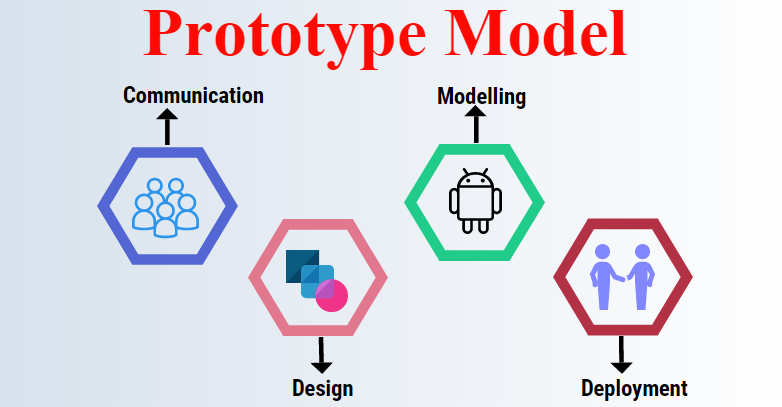 Prototype Model
Communication
Modelling
Design
Deployment